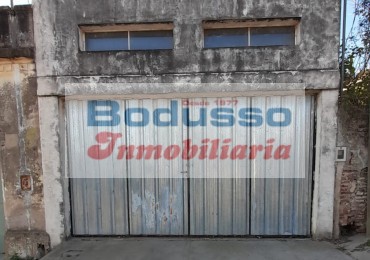 Desde 1977
Bodusso
Inmobiliaria